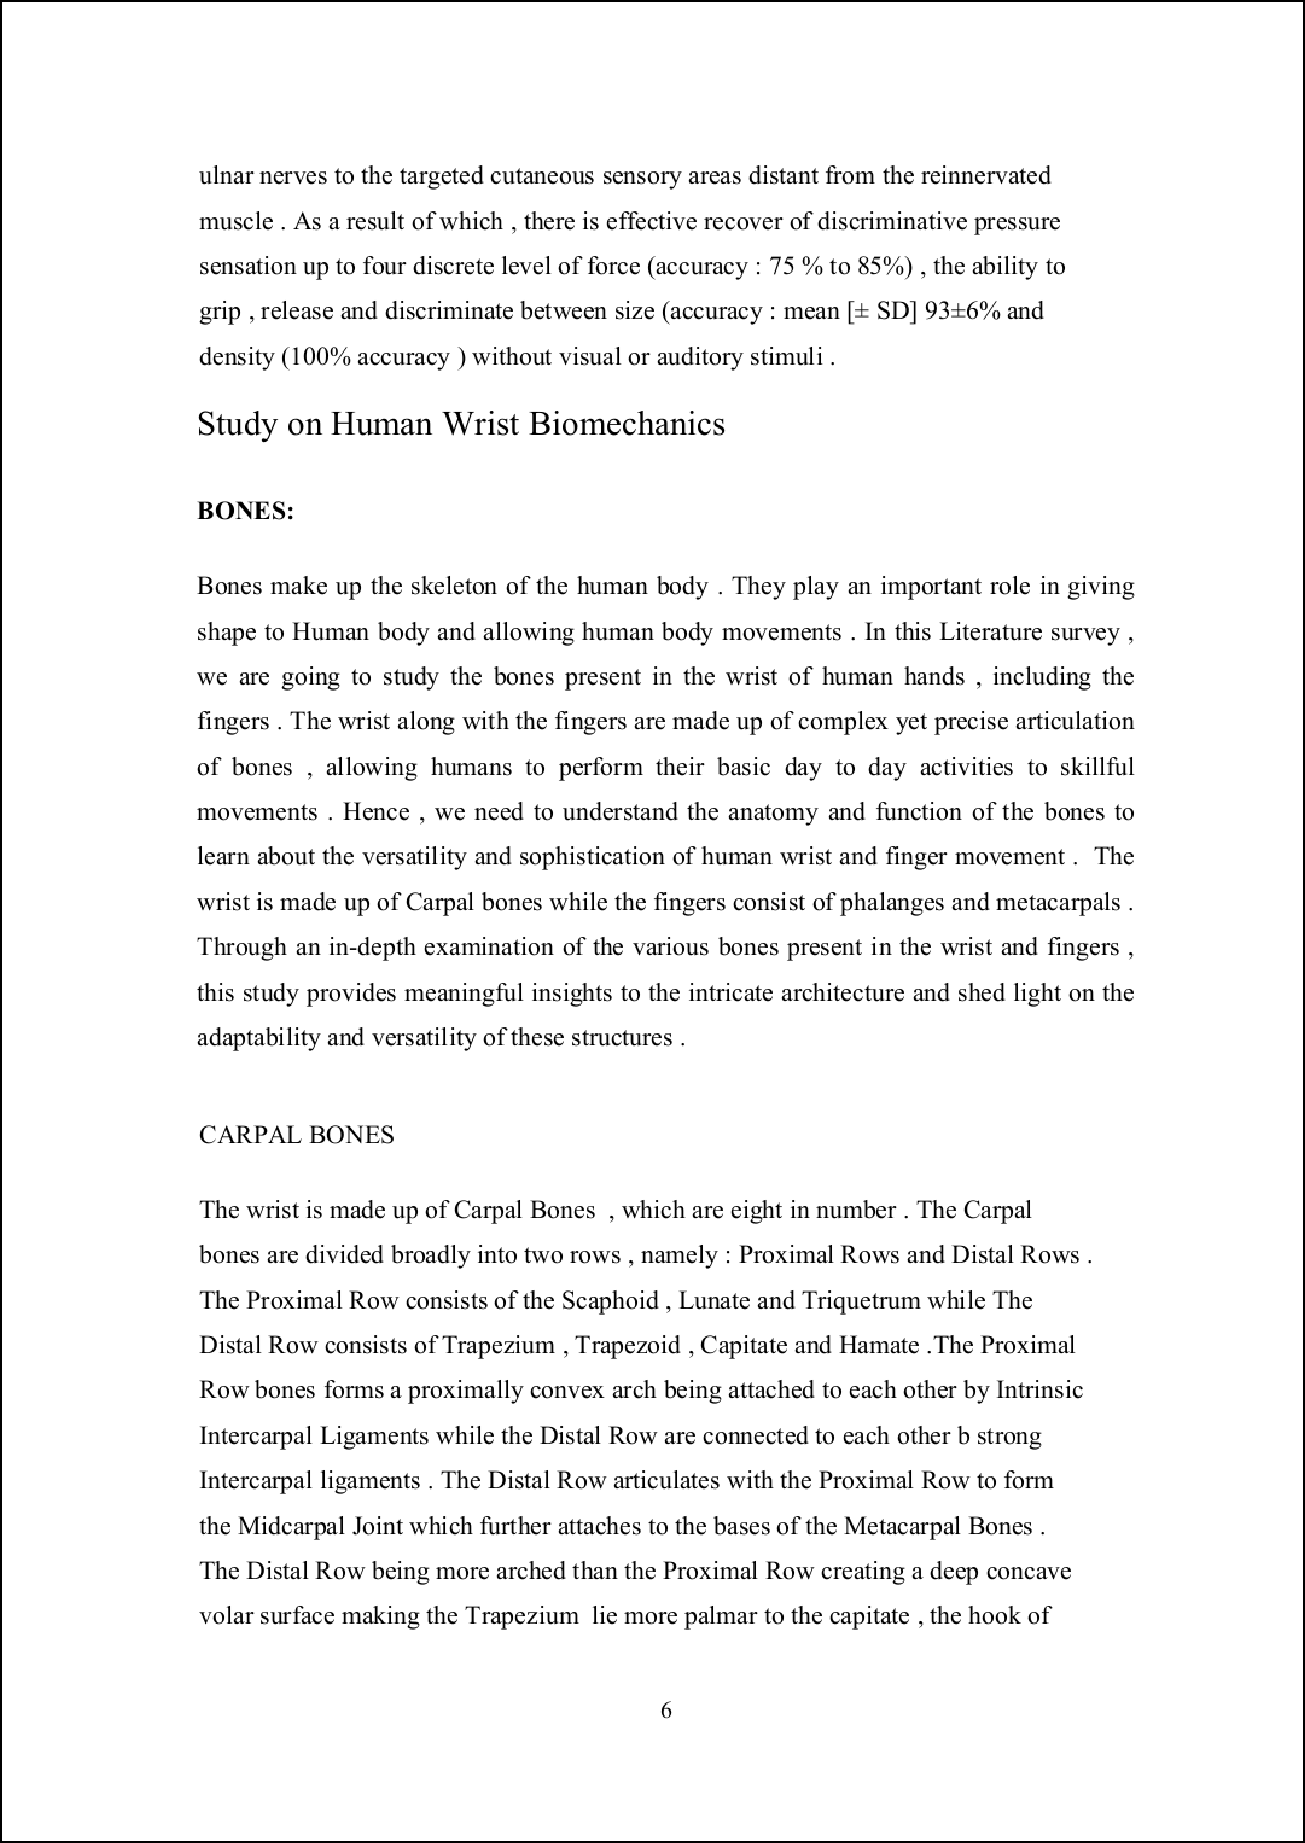 ulnar nerves to the targeted cutaneous sensory areas distant from the reinnervated
muscle . As a result of which , there is effective recover of discriminative pressure
sensation up to four discrete level of force (accuracy : 75 % to 85%) , the ability to
grip , release and discriminate between size (accuracy : mean [± SD] 93±6% and
density (100% accuracy ) without visual or auditory stimuli .
Study on Human Wrist Biomechanics
BONES:
Bones make up the skeleton of the human body . They play an important role in giving
shape to Human body and allowing human body movements . In this Literature survey ,
we are going to study the bones present in the wrist of human hands , including the
fingers . The wrist along with the fingers are made up of complex yet precise articulation
of bones , allowing humans to perform their basic day to day activities to skillful
movements . Hence , we need to understand the anatomy and function of the bones to
learn about the versatility and sophistication of human wrist and finger movement .  The
wrist is made up of Carpal bones while the fingers consist of phalanges and metacarpals .
Through an in-depth examination of the various bones present in the wrist and fingers ,
this study provides meaningful insights to the intricate architecture and shed light on the
adaptability and versatility of these structures .
CARPAL BONES
The wrist is made up of Carpal Bones  , which are eight in number . The Carpal
bones are divided broadly into two rows , namely : Proximal Rows and Distal Rows .
The Proximal Row consists of the Scaphoid , Lunate and Triquetrum while The
Distal Row consists of Trapezium , Trapezoid , Capitate and Hamate .The Proximal
Row bones forms a proximally convex arch being attached to each other by Intrinsic
Intercarpal Ligaments while the Distal Row are connected to each other b strong
Intercarpal ligaments . The Distal Row articulates with the Proximal Row to form
the Midcarpal Joint which further attaches to the bases of the Metacarpal Bones .
The Distal Row being more arched than the Proximal Row creating a deep concave
volar surface making the Trapezium  lie more palmar to the capitate , the hook of
6